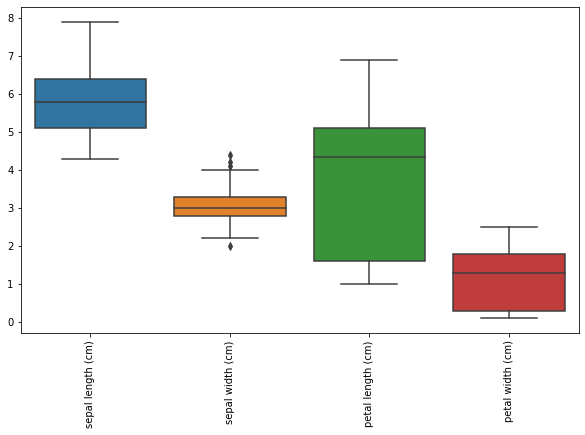 8
7
6
5
4
3
2
1
0
sepal length (cm)
sepal width (cm)
petal length (cm)
petal width (cm)